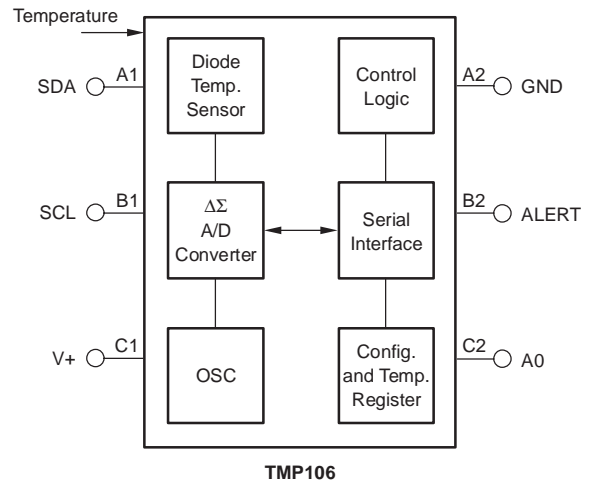 Temperature
SDA
A1
Diode
Temp.
Sensor
Control
Logic
A2
GND
SCL
B1
ΔΣ
A/D
Converter
Serial
Interface
B2
ALERT
V+
C1
OSC
Config.
and Temp.
Register
C2
A0
TMP106